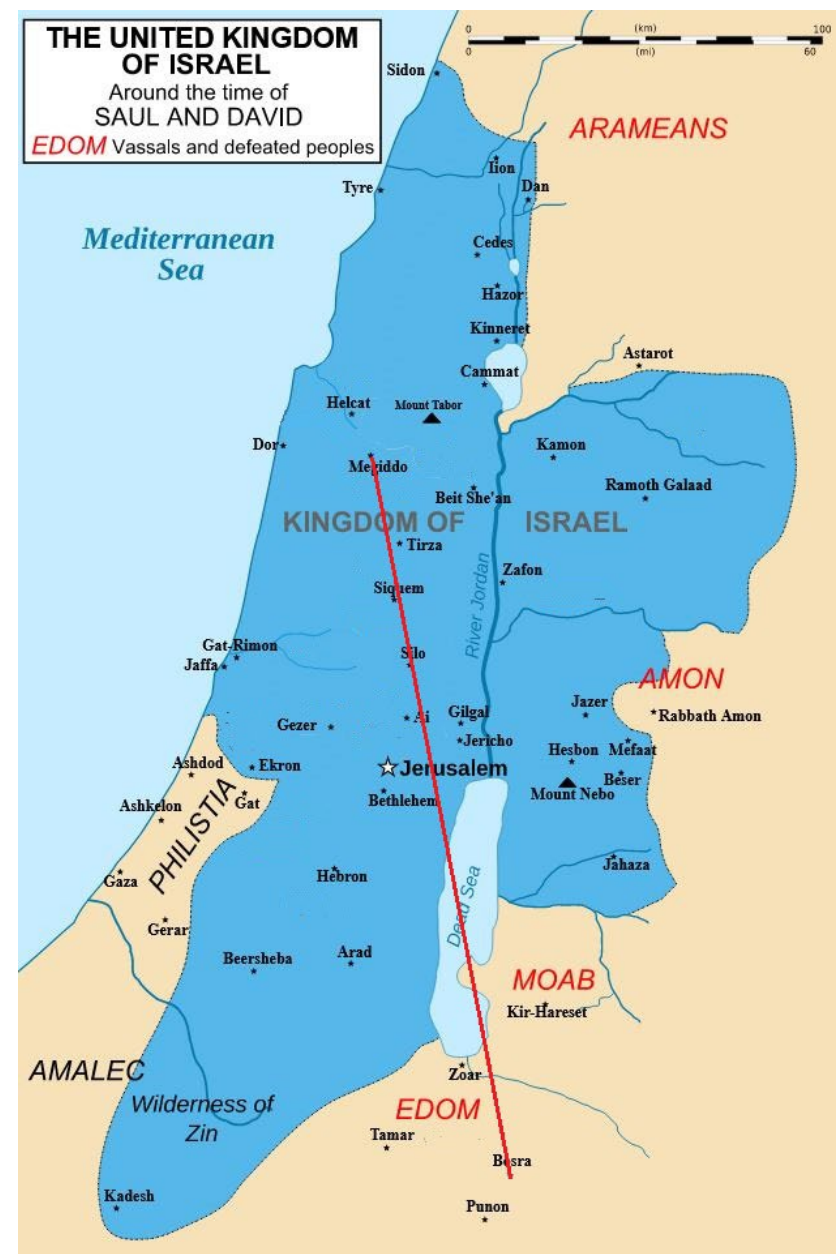 THE UNITED KINGDOM
OF ISRAEL
Around the time of
SAUL AND DAVID
EDOM Vassals and defeated peoples
0 (km) 100
0 (mi) 60
Sidon
ARAMEANS
Iion
Tyre
Dan
Mediterranean
Sea
Cedes
Hazor
Kinneret
Astarot
Cammat
Helcat
Mount Tabor
Dor
Kamon
Megiddo
Ramoth Galaad
Beit She'an
KINGDOM OF ISRAEL
Tirza
River Jordan
Zafon
Siquem
Gat-Rimon
Silo
Jaffa
AMON
Jazer
Gilgal
Rabbath Amon
Gezer
Ai
Jericho
Hesbon
Mefaat
Ashdod
Ekron
Jerusalem
Beser
Mount Nebo
Ashkelon
Gat
Bethlehem
PHILISTIA
Jahaza
Gaza
Hebron
Dead Sea
Gerar
Beersheba
Arad
MOAB
Kir-Hareset
AMALEC
Zoar
Wilderness of
Zin
EDOM
Tamar
Bosra
Kadesh
Punon